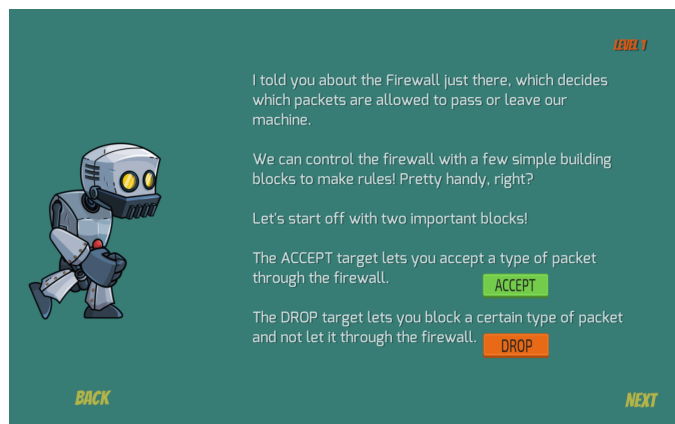 LEVEL 1
I told you about the Firewall just there, which decides
which packets are allowed to pass or leave our
machine.
We can control the firewall with a few simple building
blocks to make rules! Pretty handy, right?
Let's start off with two important blocks!
The ACCEPT target lets you accept a type of packet
through the firewall.
ACCEPT
The DROP target lets you block a certain type of packet
and not let it through the firewall.
DROP
BACK
NEXT